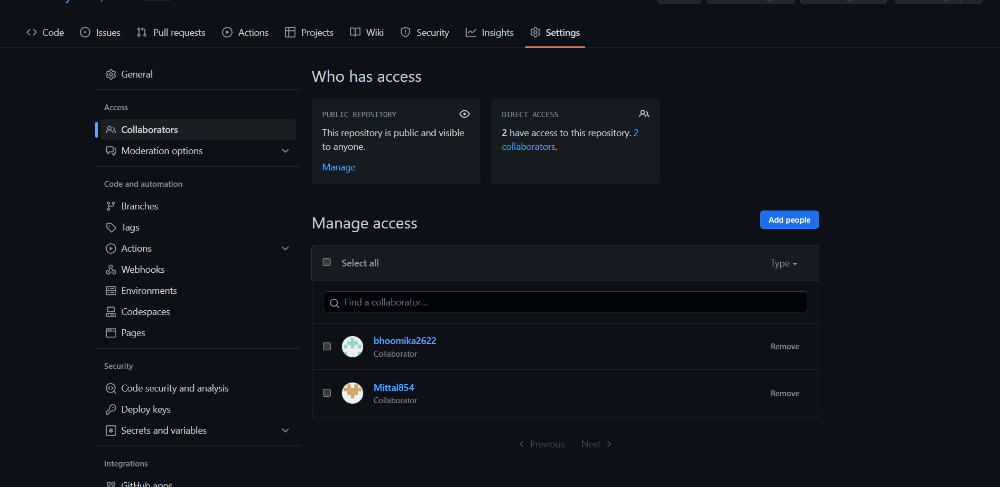 Code Issues Pull requests Actions Projects Wiki Security Insights Settings
General
Access
Collaborators
Moderation options
Code and automation
Branches
Tags
Actions
Webhooks
Environments
Codespaces
Pages
Security
Code security and analysis
Deploy keys
Secrets and variables
Integrations
GitHub apps
Who has access
PUBLIC REPOSITORY
This repository is public and visible
to anyone.
Manage
DIRECT ACCESS
2 have access to this repository. 2
collaborators.
Manage access
Add people
Select all
Type
Find a collaborator...
bhoomika2622
Collaborator
Remove
Mittal854
Collaborator
Remove
Previous Next